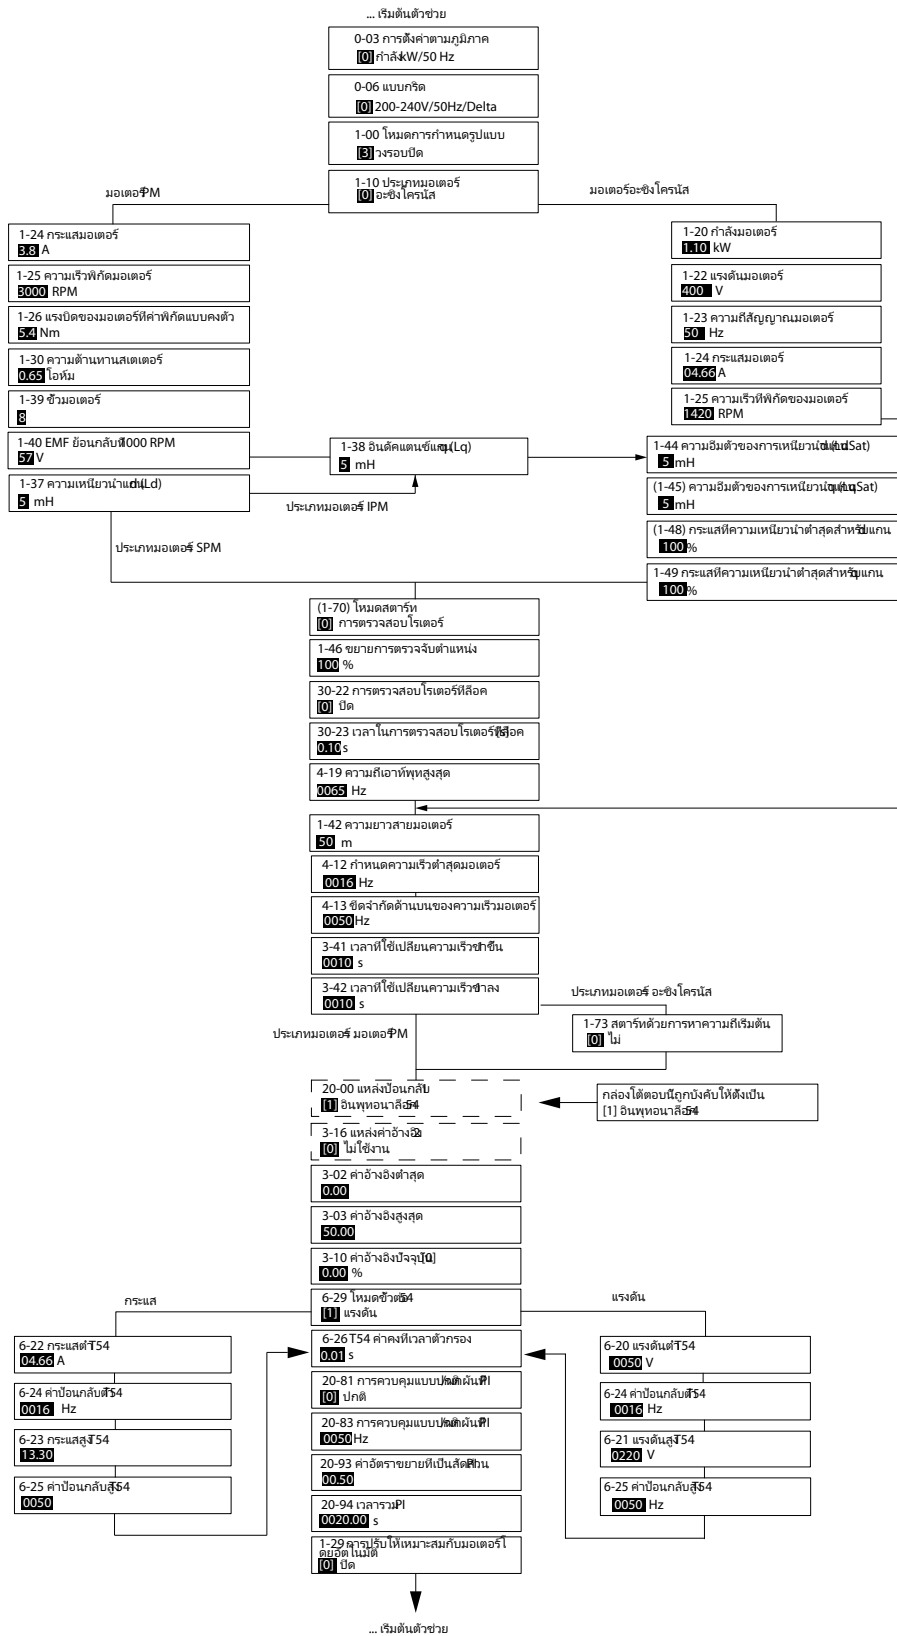 ... เริ่มต้นตัวช่วย
0-03 การตั้งค่าตามภูมิภาค
[0] กำลัง kW/50 Hz
0-06 แบบกริด
[0] 200-240V/50Hz/Delta
1-00 โหมดการกำหนดรูปแบบ
[3] วงรอบปิด
1-10 ประเภทมอเตอร์
[0] อะซิงโครนัส
มอเตอร์ PM
มอเตอร์อะซิงโครนัส
1-24 กระแสมอเตอร์
3.8 A
1-25 ความเร็วพิกัดมอเตอร์
3000 RPM
1-26 แรงบิดของมอเตอร์ที่ค่าพิกัดแบบคงตัว
5.4 Nm
1-30 ความต้านทานสเตเตอร์
0.65 โอห์ม
1-39 ขั้วมอเตอร์
8
1-40 EMF ย้อนกลับที่ 1000 RPM
57 V
1-37 ความเหนี่ยวนำแกน d (Ld)
5 mH
1-20 กำลังมอเตอร์
1.10 kW
1-22 แรงดันมอเตอร์
400 V
1-23 ความถี่สัญญาณมอเตอร์
50 Hz
1-24 กระแสมอเตอร์
04.66 A
1-25 ความเร็วที่พิกัดของมอเตอร์
1420 RPM
1-38 อินดัคแตนซ์แกน q (Lq)
5 mH
ประเภทมอเตอร์ = IPM
ประเภทมอเตอร์ = SPM
1-44 ความอิ่มตัวของการเหนี่ยวนำแกน d (LdSat)
5 mH
(1-45) ความอิ่มตัวของการเหนี่ยวนำแกน q (LqSat)
5 mH
(1-48) กระแสที่ความเหนี่ยวนำต่ำสุดสำหรับแกน d
100 %
1-49 กระแสที่ความเหนี่ยวนำต่ำสุดสำหรับแกน q
100 %
(1-70) โหมดสตาร์ท
[0] การตรวจสอบโรเตอร์
1-46 ขยายการตรวจจับตำแหน่ง
100 %
30-22 การตรวจสอบโรเตอร์ที่ล็อค
[0] ปิด
30-23 เวลาในการตรวจสอบโรเตอร์ที่ล็อค [s]
0.10 s
4-19 ความถี่เอาท์พุทสูงสุด
0065 Hz
1-42 ความยาวสายมอเตอร์
50 m
4-12 กำหนดความเร็วต่ำสุดมอเตอร์
0016 Hz
4-13 ขีดจำกัดด้านบนของความเร็วมอเตอร์
0050 Hz
3-41 เวลาที่ใช้เปลี่ยนความเร็วขาขึ้น 1
0010 s
3-42 เวลาที่ใช้เปลี่ยนความเร็วขาลง 1
0010 s
ประเภทมอเตอร์ = อะซิงโครนัส
ประเภทมอเตอร์ = มอเตอร์ PM
1-73 สตาร์ทด้วยการหาความถี่เริ่มต้น
[0] ไม่
20-00 แหล่งป้อนกลับ 1
[1] อินพุทอนาล็อค 54
กล่องโต้ตอบนี้ถูกบังคับให้ตั้งเป็น
[1] อินพุทอนาล็อค 54
3-16 แหล่งค่าอ้างอิง 2
[0] ไม่ใช้งาน
3-02 ค่าอ้างอิงต่ำสุด
0.00
3-03 ค่าอ้างอิงสูงสุด
50.00
3-10 ค่าอ้างอิงปัจจุบัน [0]
0.00 %
6-29 โหมดขั้วต่อ 54
[1] แรงดัน
กระแส
แรงดัน
6-22 กระแสต่ำ T54
04.66 A
6-24 ค่าป้อนกลับต่ำ T54
0016 Hz
6-23 กระแสสูง T54
13.30
6-25 ค่าป้อนกลับสูง T54
0050
6-26 T54 ค่าคงที่เวลาตัวกรอง
0.01 s
20-81 การควบคุมแบบปกติ/ผกผันที่ PI
[0] ปกติ
20-83 การควบคุมแบบปกติ/ผกผันที่ PI
0050 Hz
20-93 ค่าอัตราขยายที่เป็นสัดส่วน PI
00.50
20-94 เวลารวม PI
0020.00 s
1-29 การปรับให้เหมาะสมกับมอเตอร์โ
ดยอัตโนมัติ
[0] ปิด
6-20 แรงดันต่ำ T54
0050 V
6-24 ค่าป้อนกลับต่ำ T54
0016 Hz
6-21 แรงดันสูง T54
0220 V
6-25 ค่าป้อนกลับสูง T54
0050 Hz
... เริ่มต้นตัวช่วย